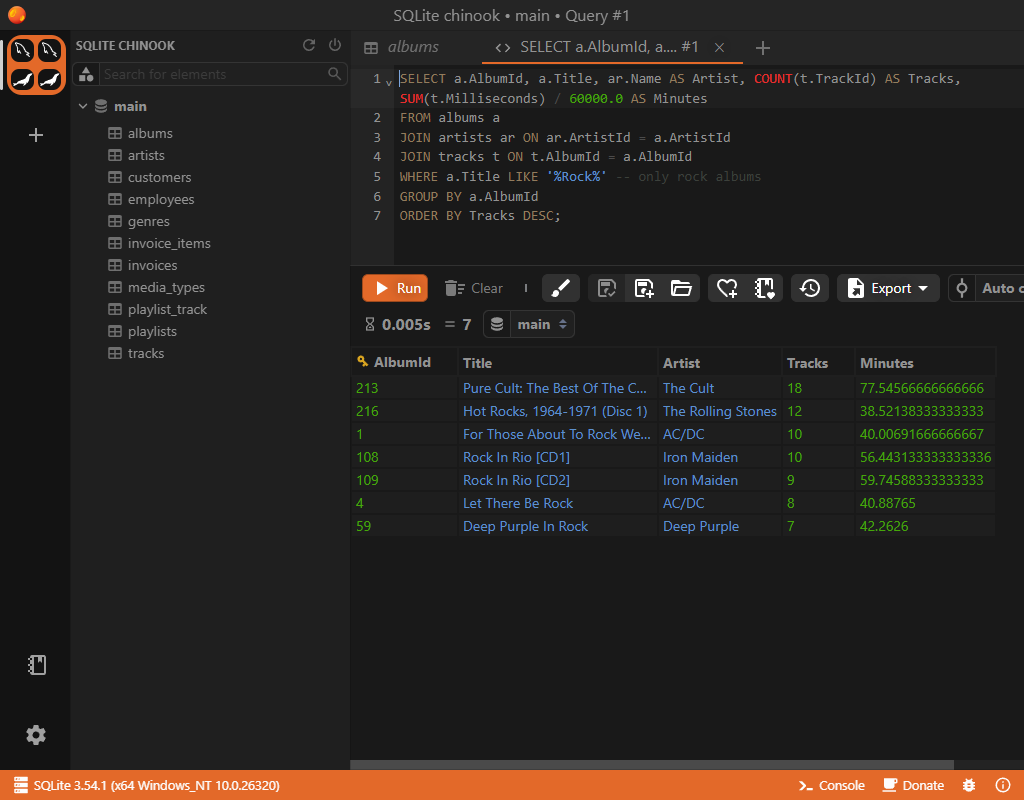 SQLite chinook • main • Query #1
SQLITE CHINOOK
Search for elements
main
albums
artists
customers
employees
genres
invoice_items
invoices
media_types
playlist_track
playlists
tracks
albums
SELECT a.AlbumId, a.... #1
1 SELECT a.AlbumId, a.Title, ar.Name AS Artist, COUNT(t.TrackId) AS Tracks,
SUM(t.Milliseconds) / 60000.0 AS Minutes
2 FROM albums a
3 JOIN artists ar ON ar.ArtistId = a.ArtistId
4 JOIN tracks t ON t.AlbumId = a.AlbumId
5 WHERE a.Title LIKE '%Rock%' -- only rock albums
6 GROUP BY a.AlbumId
7 ORDER BY Tracks DESC;
Run Clear Export Auto c
0.005s = 7 main
AlbumId Title Artist Tracks Minutes
213 Pure Cult: The Best Of The C... The Cult 18 77.54566666666666
216 Hot Rocks, 1964-1971 (Disc 1) The Rolling Stones 12 38.52138333333333
1 For Those About To Rock We... AC/DC 10 40.00691666666667
108 Rock In Rio [CD1] Iron Maiden 10 56.443133333333336
109 Rock In Rio [CD2] Iron Maiden 9 59.74588333333333
4 Let There Be Rock AC/DC 8 40.88765
59 Deep Purple In Rock Deep Purple 7 42.2626
SQLite 3.54.1 (x64 Windows_NT 10.0.26320)
Console Donate